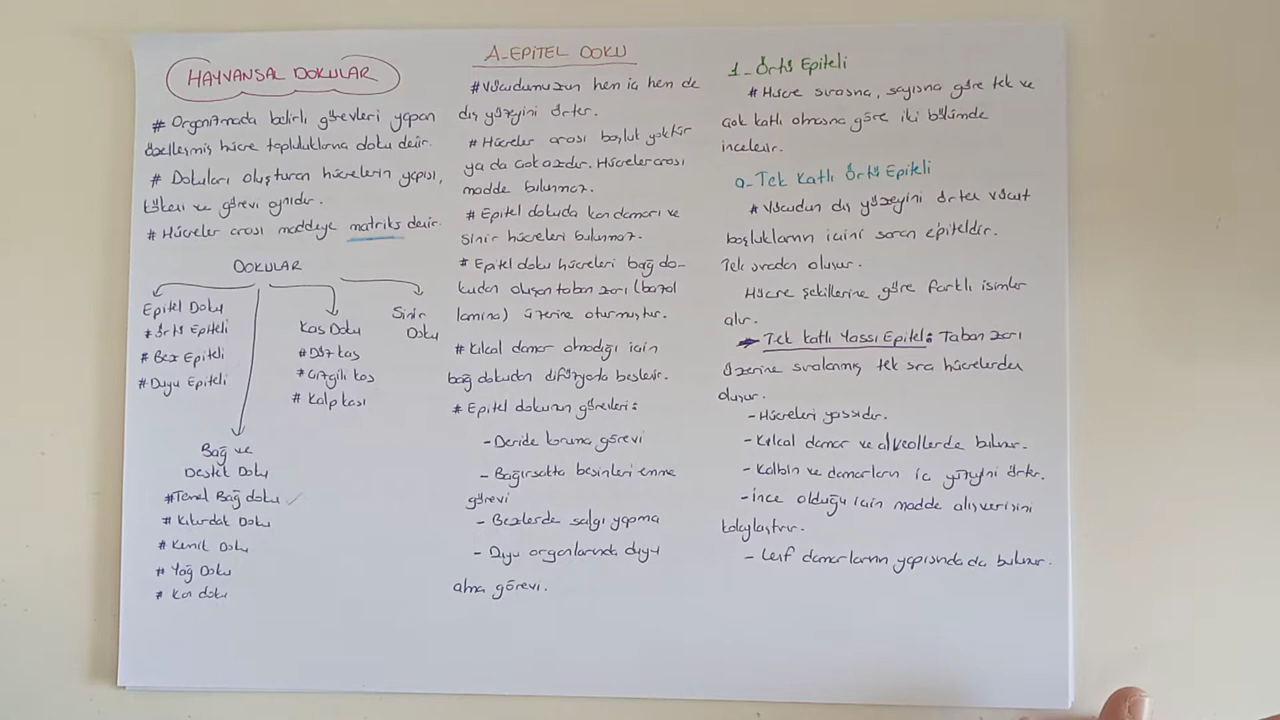 HAYVANSAL DOKULAR
# Organizmada belirli görevleri yapan
özelleşmiş hücre topluluklarına doku denir.
# Dokuları oluşturan hücrelerin yapısı,
kökeni ve görevi aynıdır.
# Hücreler arası maddeye matriks denir.
DOKULAR
Epitel Doku
# Örtü Epiteli
# Bez Epiteli
# Duyu Epiteli
Kas Doku
# Düz kas
# Çizgili kas
# Kalp kası
Sinir
Doku
Bağ ve
Destek Doku
# Temel Bağ doku ✓
# Kıkırdak Doku
# Kemik Doku
# Yağ Doku
# Kan doku
A-EPİTEL DOKU
# Vücudumuzun hem iç hem de
dış yüzeyini örter.
# Hücreler arası boşluk yoktur
ya da çok azdır. Hücreler arası
madde bulunmaz.
# Epitel dokuda kan damarı ve
sinir hücreleri bulunmaz.
# Epitel doku hücreleri bağ do-
kudan oluşan taban zarı (bazal
lamina) üzerine oturmuştur.
# Kılcal damar olmadığı için
bağ dokudan difüzyonla beslenir.
# Epitel dokunun görevleri:
- Deride koruma görevi
- Bağırsakta besinleri emme
görevi
- Bezlerde salgı yapma
- Duyu organlarında duyu
alma görevi.
1- Örtü Epiteli
# Hücre sırasına, sayısına göre tek ve
çok katlı olmasına göre iki bölümde
incelenir.
a- Tek Katlı Örtü Epiteli
# Vücudun dış yüzeyini örten vücut
boşluklarının içini saran epiteldir.
Tek sıradan oluşur.
Hücre şekillerine göre farklı isimler
alır.
→ Tek katlı Yassı Epitel: Taban zarı
üzerine sıralanmış tek sıra hücrelerden
oluşur.
- Hücreleri yassıdır.
- Kılcal damar ve alveollerde bulunur.
- Kalbin ve damarların iç yüzeyini örter.
- İnce olduğu için madde alışverişini
kolaylaştırır.
- Lenf damarlarının yapısında da bulunur.